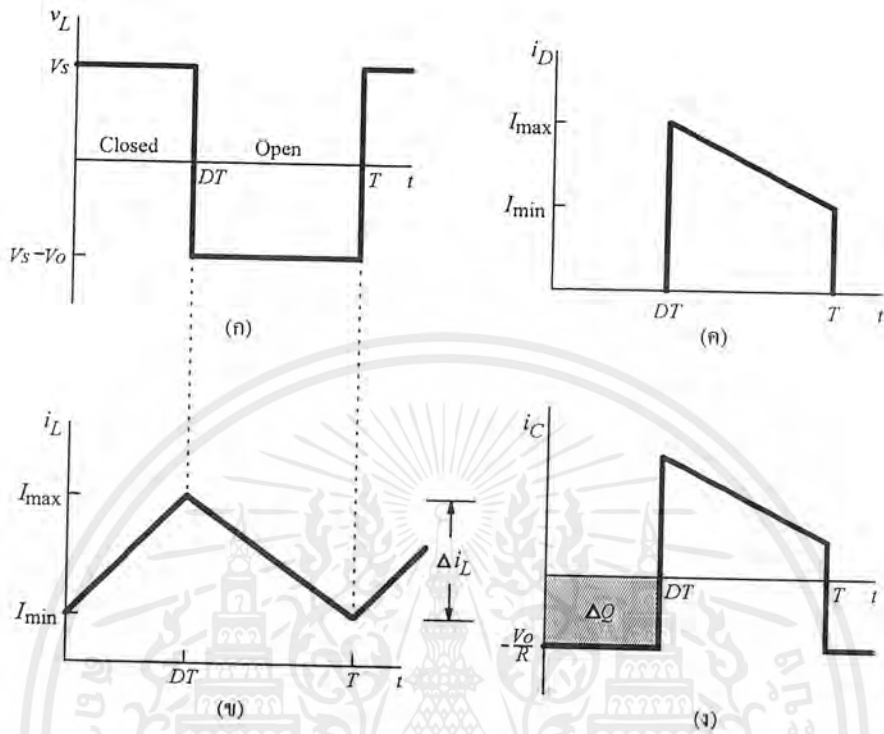 v_L
Vs
Closed
Open
DT
T
t
Vs-Vo
(ก)
i_D
I_max
I_min
DT
T
t
(ค)
i_L
I_max
I_min
Δi_L
DT
T
t
(ข)
i_C
DT
T
t
ΔQ
-Vo/R
(ง)